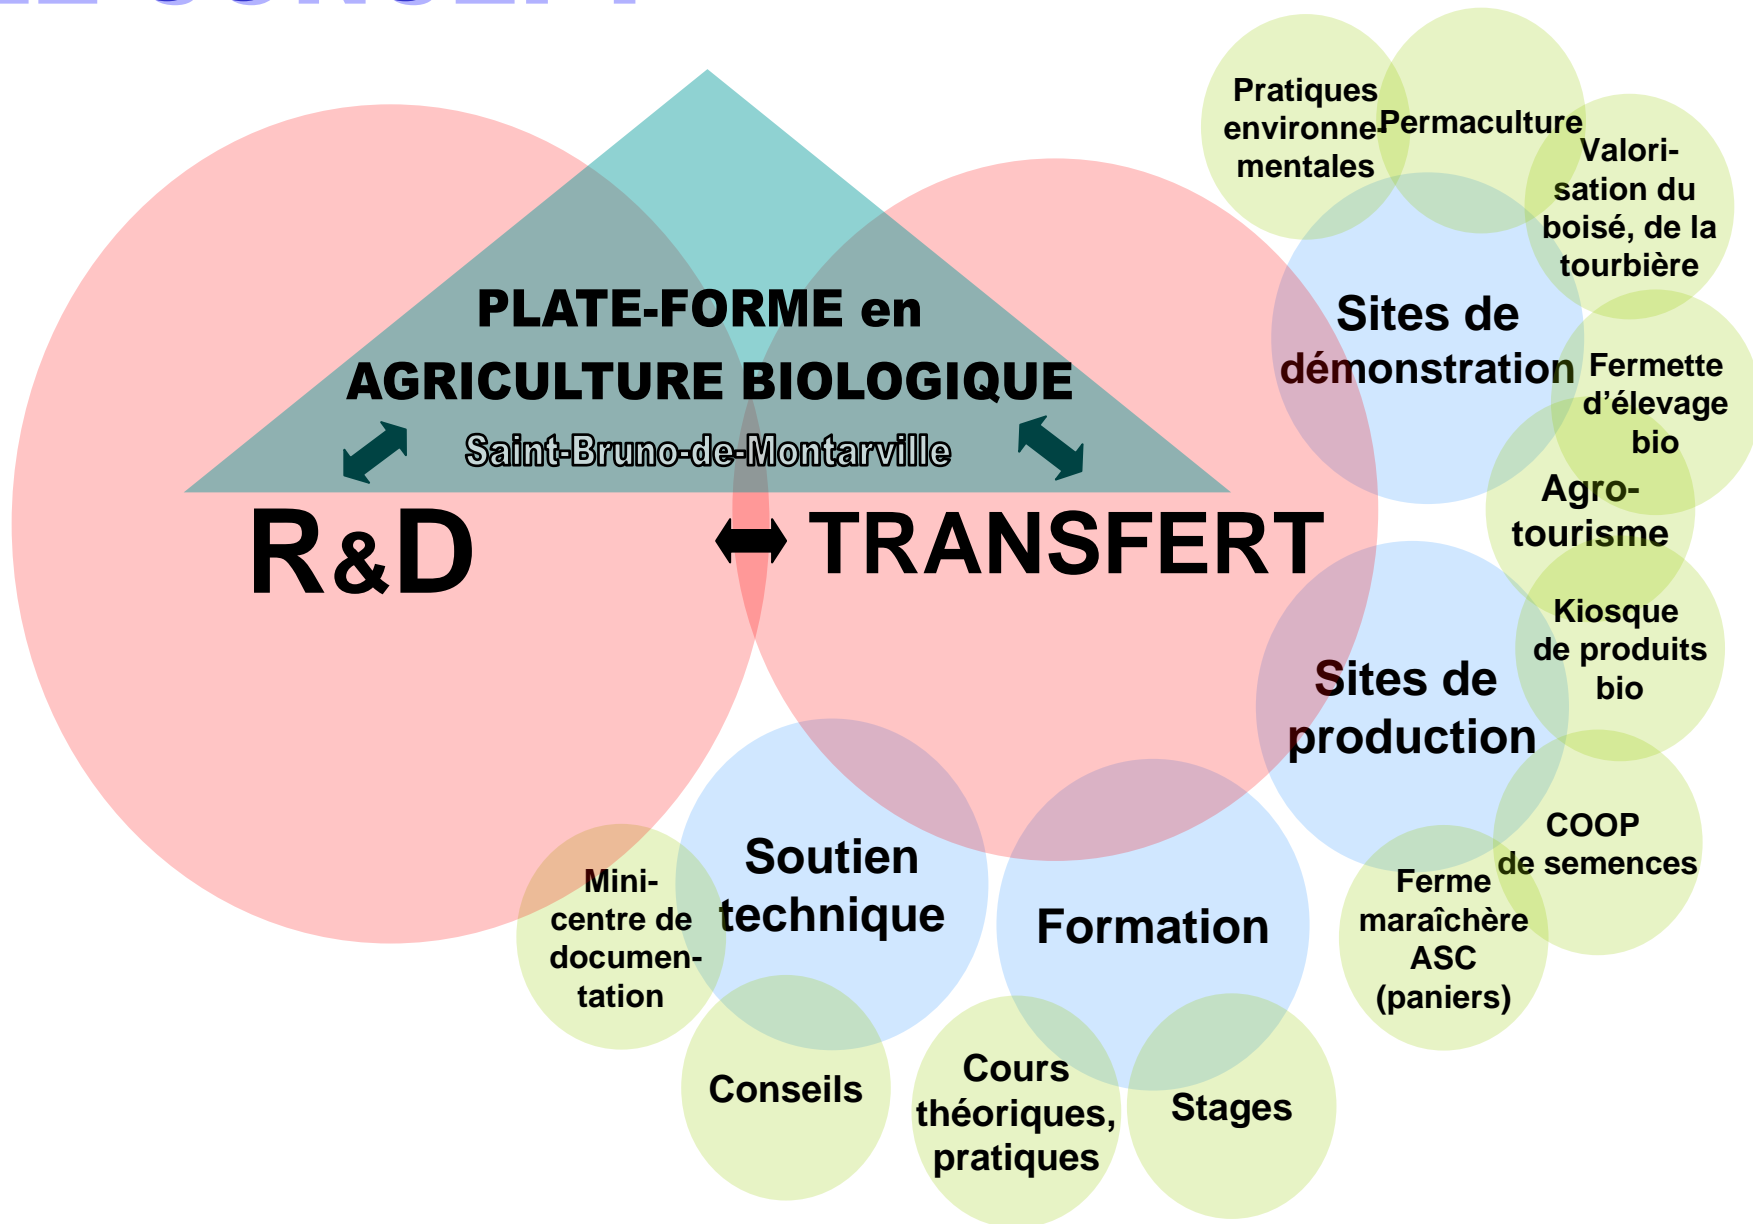 LE CONCEPT
PLATE-FORME en
AGRICULTURE BIOLOGIQUE
Saint-Bruno-de-Montarville
R&D
TRANSFERT
Pratiques
environne-
mentales
Permaculture
Valori-
sation du
boisé, de la
tourbière
Sites de
démonstration
Fermette
d’élevage
bio
Agro-
tourisme
Kiosque
de produits
bio
Sites de
production
COOP
de semences
Ferme
maraîchère
ASC
(paniers)
Soutien
technique
Mini-
centre de
documen-
tation
Conseils
Formation
Cours
théoriques,
pratiques
Stages